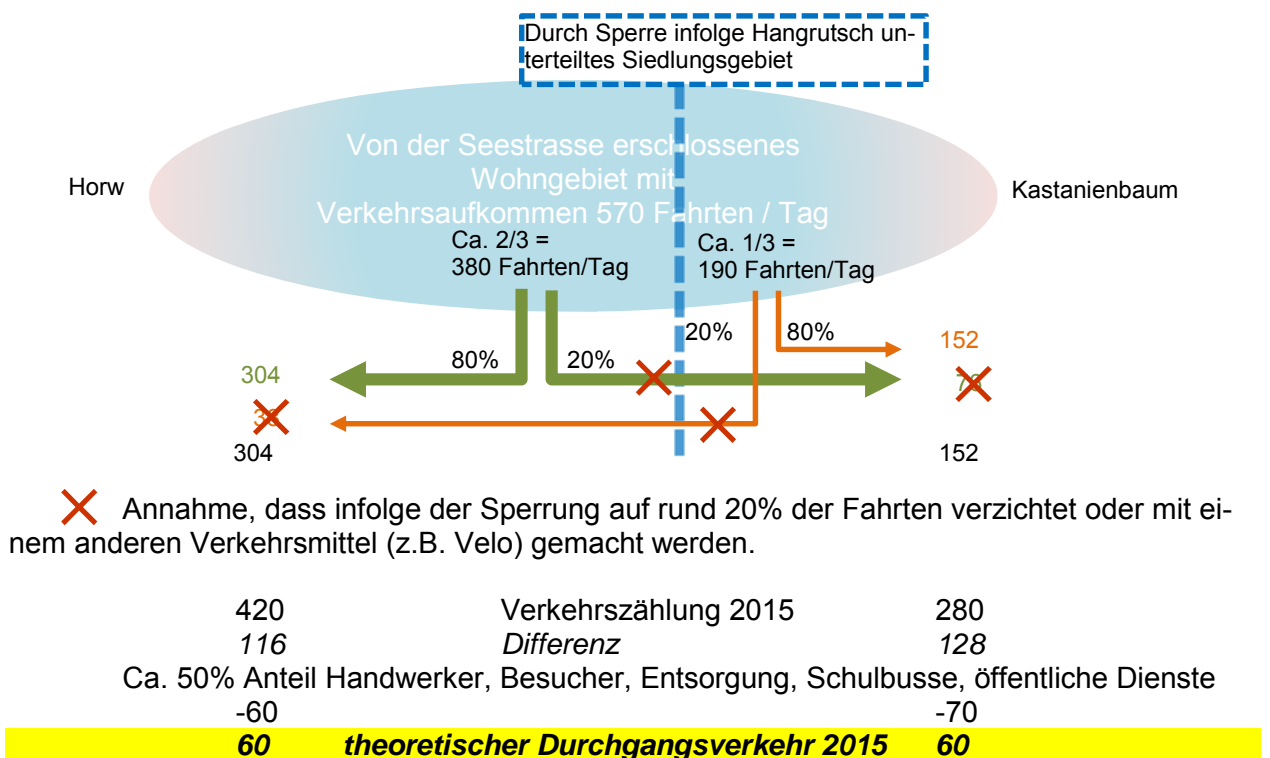 Durch Sperre infolge Hangrutsch un-
terteiltes Siedlungsgebiet
Von der Seestrasse erschlossenes
Wohngebiet mit
Verkehrsaufkommen 570 Fahrten / Tag
Horw
Kastanienbaum
Ca. 2/3 =
380 Fahrten/Tag
Ca. 1/3 =
190 Fahrten/Tag
20%
80%
152
80%
20%
304
304
152
Annahme, dass infolge der Sperrung auf rund 20% der Fahrten verzichtet oder mit ei-
nem anderen Verkehrsmittel (z.B. Velo) gemacht werden.
420 Verkehrszählung 2015 280
116 Differenz 128
Ca. 50% Anteil Handwerker, Besucher, Entsorgung, Schulbusse, öffentliche Dienste
-60 -70
60 theoretischer Durchgangsverkehr 2015 60